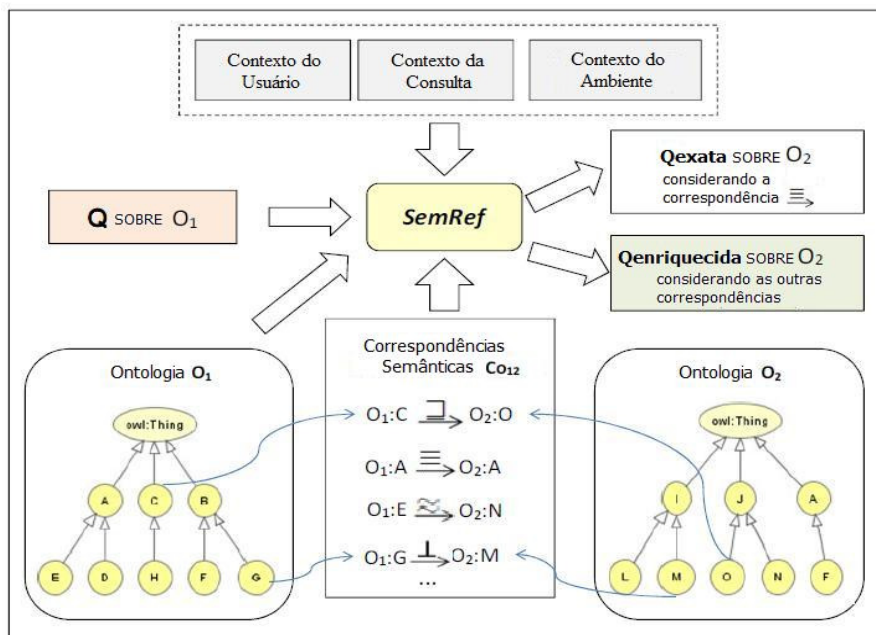 Contexto do
Usuário
Contexto da
Consulta
Contexto do
Ambiente
Q SOBRE O₁
SemRef
Qexata SOBRE O₂
considerando a
correspondência ≡→
Qenriquecida SOBRE O₂
considerando as outras
correspondências
Ontologia O₁
owl:Thing
A C B
E D H F G
Correspondências
Semânticas Co₁₂
O₁:C ⊒→ O₂:O
O₁:A ≡→ O₂:A
O₁:E ≈→ O₂:N
O₁:G ⊥→ O₂:M
...
Ontologia O₂
owl:Thing
I J A
L M O N F